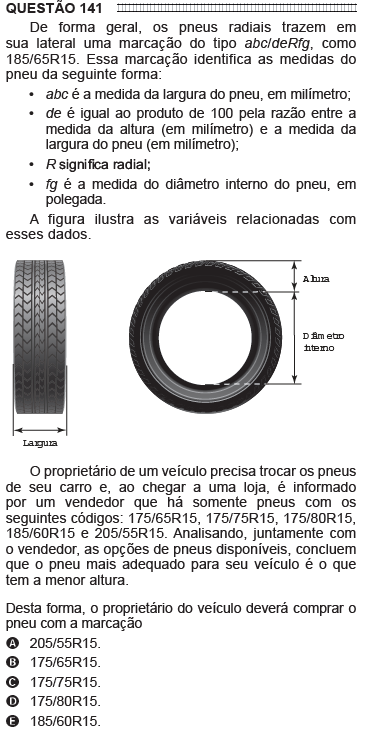 QUESTÃO 141
De forma geral, os pneus radiais trazem em
sua lateral uma marcação do tipo abc/deRfg, como
185/65R15. Essa marcação identifica as medidas do
pneu da seguinte forma:
• abc é a medida da largura do pneu, em milímetro;
• de é igual ao produto de 100 pela razão entre a
medida da altura (em milímetro) e a medida da
largura do pneu (em milímetro);
• R significa radial;
• fg é a medida do diâmetro interno do pneu, em
polegada.
A figura ilustra as variáveis relacionadas com
esses dados.
Altura
Diâmetro
interno
Largura
O proprietário de um veículo precisa trocar os pneus
de seu carro e, ao chegar a uma loja, é informado
por um vendedor que há somente pneus com os
seguintes códigos: 175/65R15, 175/75R15, 175/80R15,
185/60R15 e 205/55R15. Analisando, juntamente com
o vendedor, as opções de pneus disponíveis, concluem
que o pneu mais adequado para seu veículo é o que
tem a menor altura.
Desta forma, o proprietário do veículo deverá comprar o
pneu com a marcação
A 205/55R15.
B 175/65R15.
C 175/75R15.
D 175/80R15.
E 185/60R15.